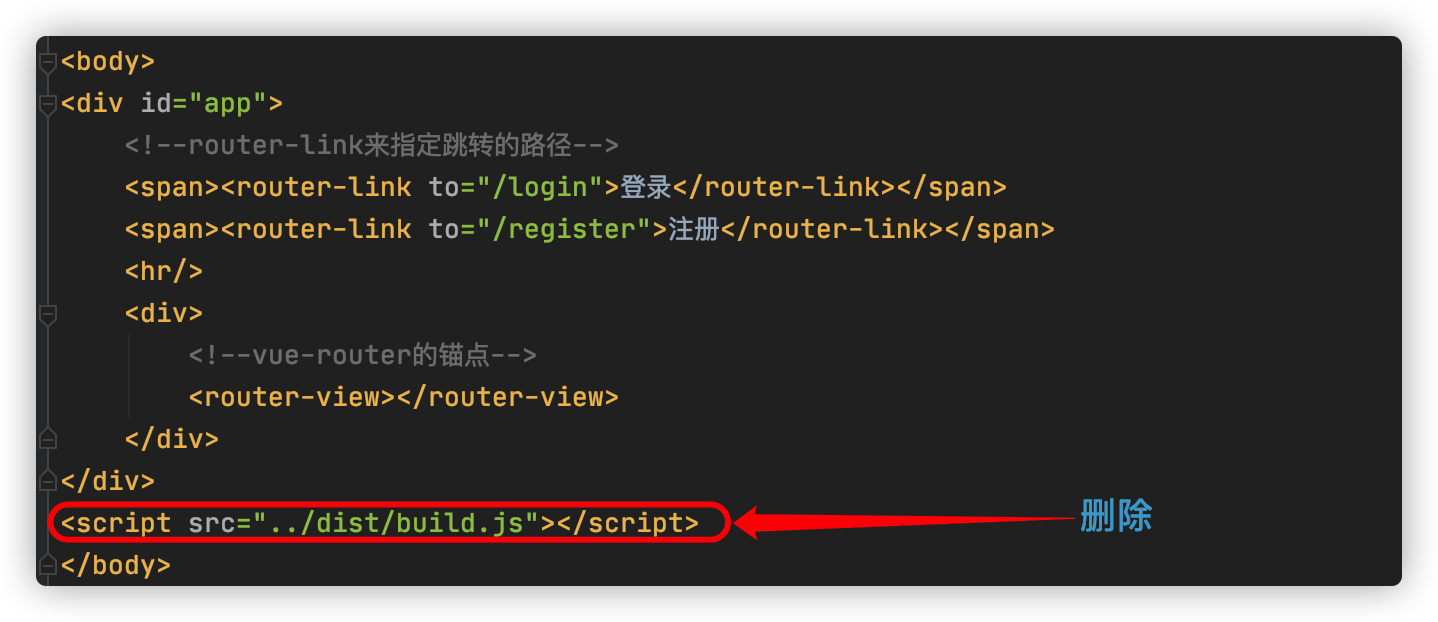 <body>
<div id="app">
    <!--router-link来指定跳转的路径-->
    <span><router-link to="/login">登录</router-link></span>
    <span><router-link to="/register">注册</router-link></span>
    <hr/>
    <div>
        <!--vue-router的锚点-->
        <router-view></router-view>
    </div>
</div>
<script src="../dist/build.js"></script>
删除
</body>